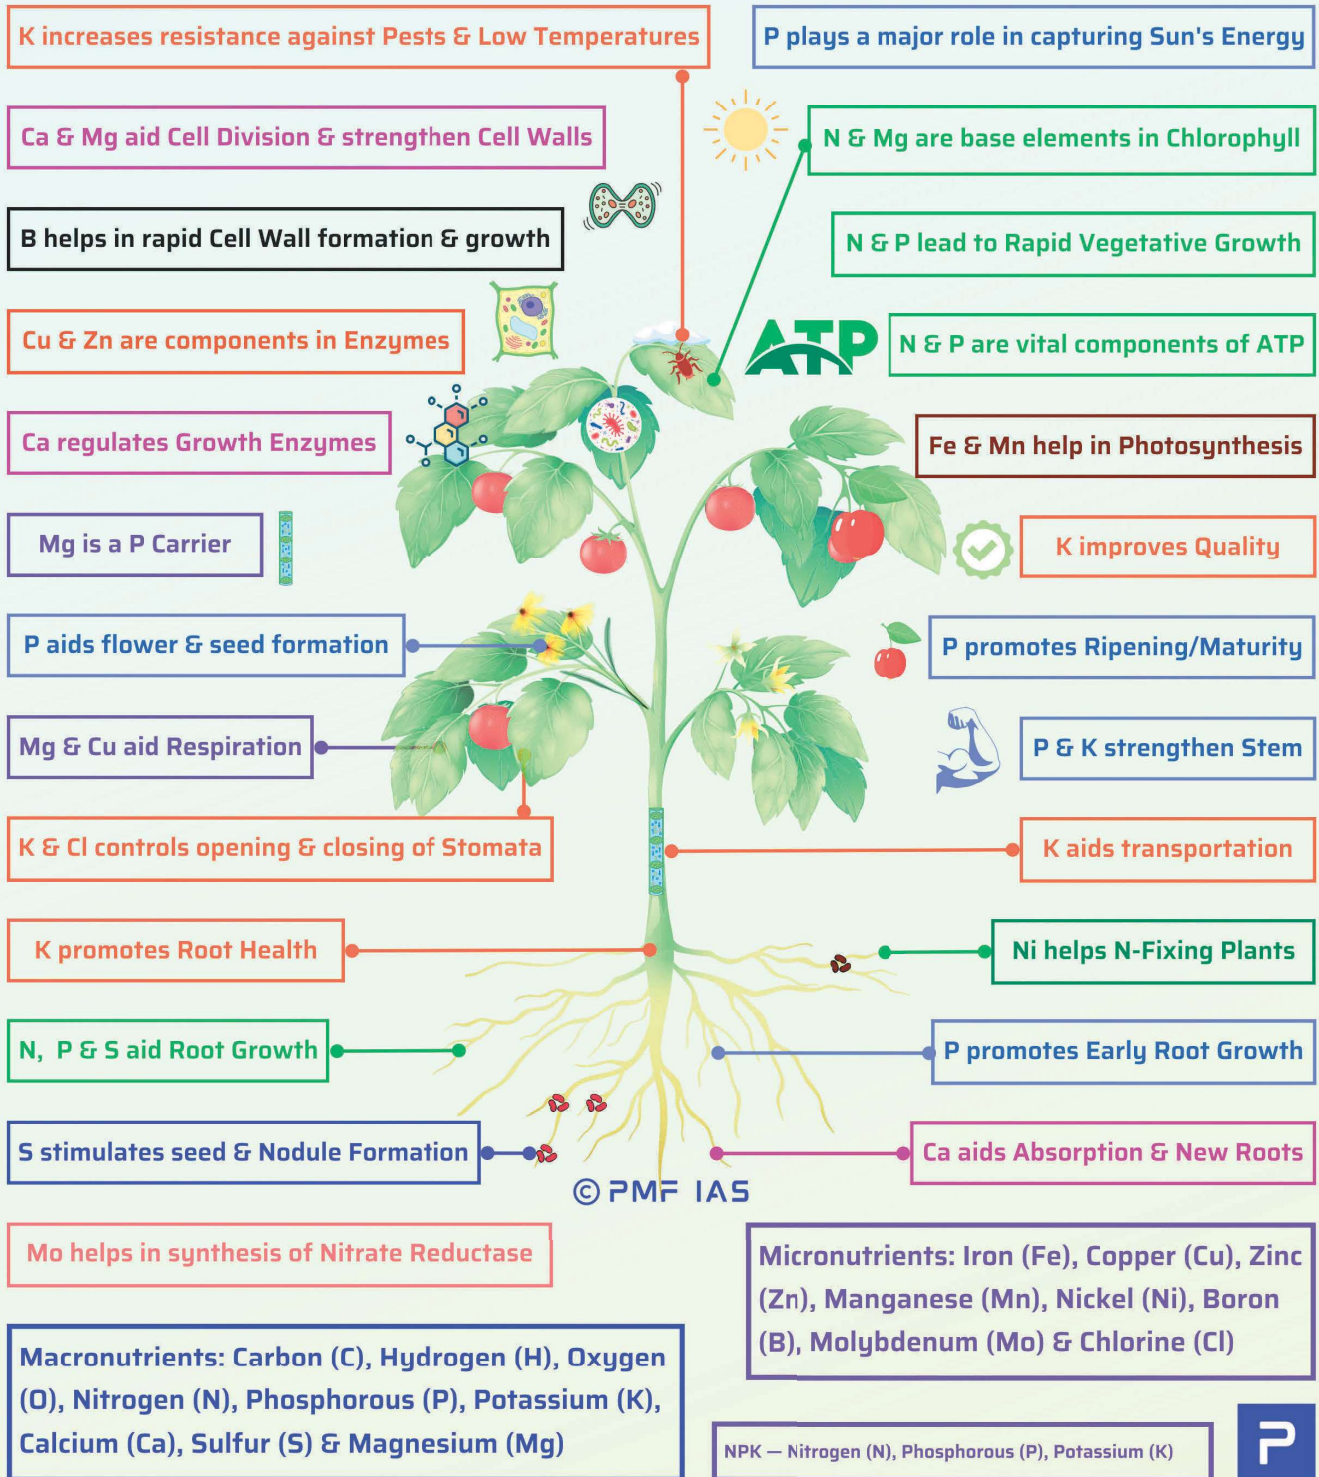 K increases resistance against Pests & Low Temperatures
P plays a major role in capturing Sun's Energy
Ca & Mg aid Cell Division & strengthen Cell Walls
N & Mg are base elements in Chlorophyll
B helps in rapid Cell Wall formation & growth
N & P lead to Rapid Vegetative Growth
Cu & Zn are components in Enzymes
ATP
N & P are vital components of ATP
Ca regulates Growth Enzymes
Fe & Mn help in Photosynthesis
Mg is a P Carrier
K improves Quality
P aids flower & seed formation
P promotes Ripening/Maturity
Mg & Cu aid Respiration
P & K strengthen Stem
K & Cl controls opening & closing of Stomata
K aids transportation
K promotes Root Health
Ni helps N-Fixing Plants
N, P & S aid Root Growth
P promotes Early Root Growth
S stimulates seed & Nodule Formation
Ca aids Absorption & New Roots
© PMF IAS
Mo helps in synthesis of Nitrate Reductase
Micronutrients: Iron (Fe), Copper (Cu), Zinc
(Zn), Manganese (Mn), Nickel (Ni), Boron
(B), Molybdenum (Mo) & Chlorine (Cl)
Macronutrients: Carbon (C), Hydrogen (H), Oxygen
(O), Nitrogen (N), Phosphorous (P), Potassium (K),
Calcium (Ca), Sulfur (S) & Magnesium (Mg)
NPK — Nitrogen (N), Phosphorous (P), Potassium (K)
P